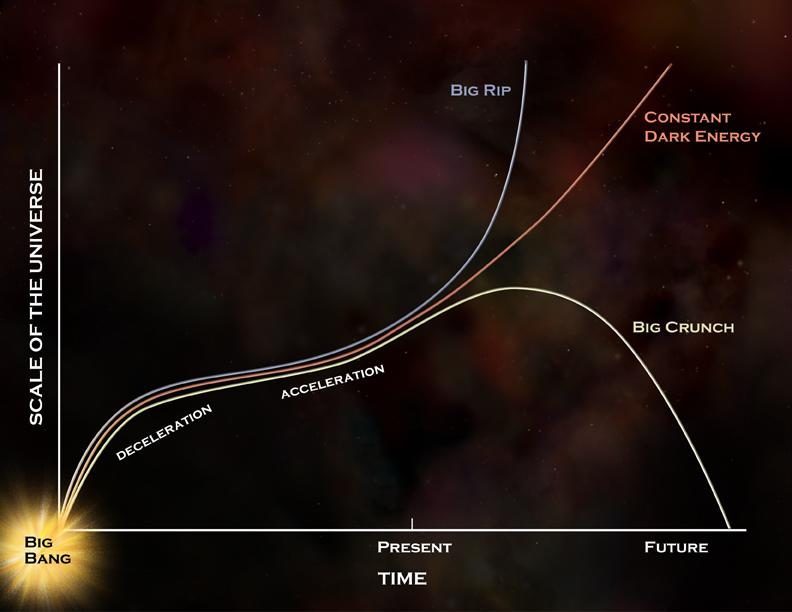 BIG RIP
CONSTANT
DARK ENERGY
SCALE OF THE UNIVERSE
BIG CRUNCH
ACCELERATION
DECELERATION
BIG
BANG
PRESENT
FUTURE
TIME